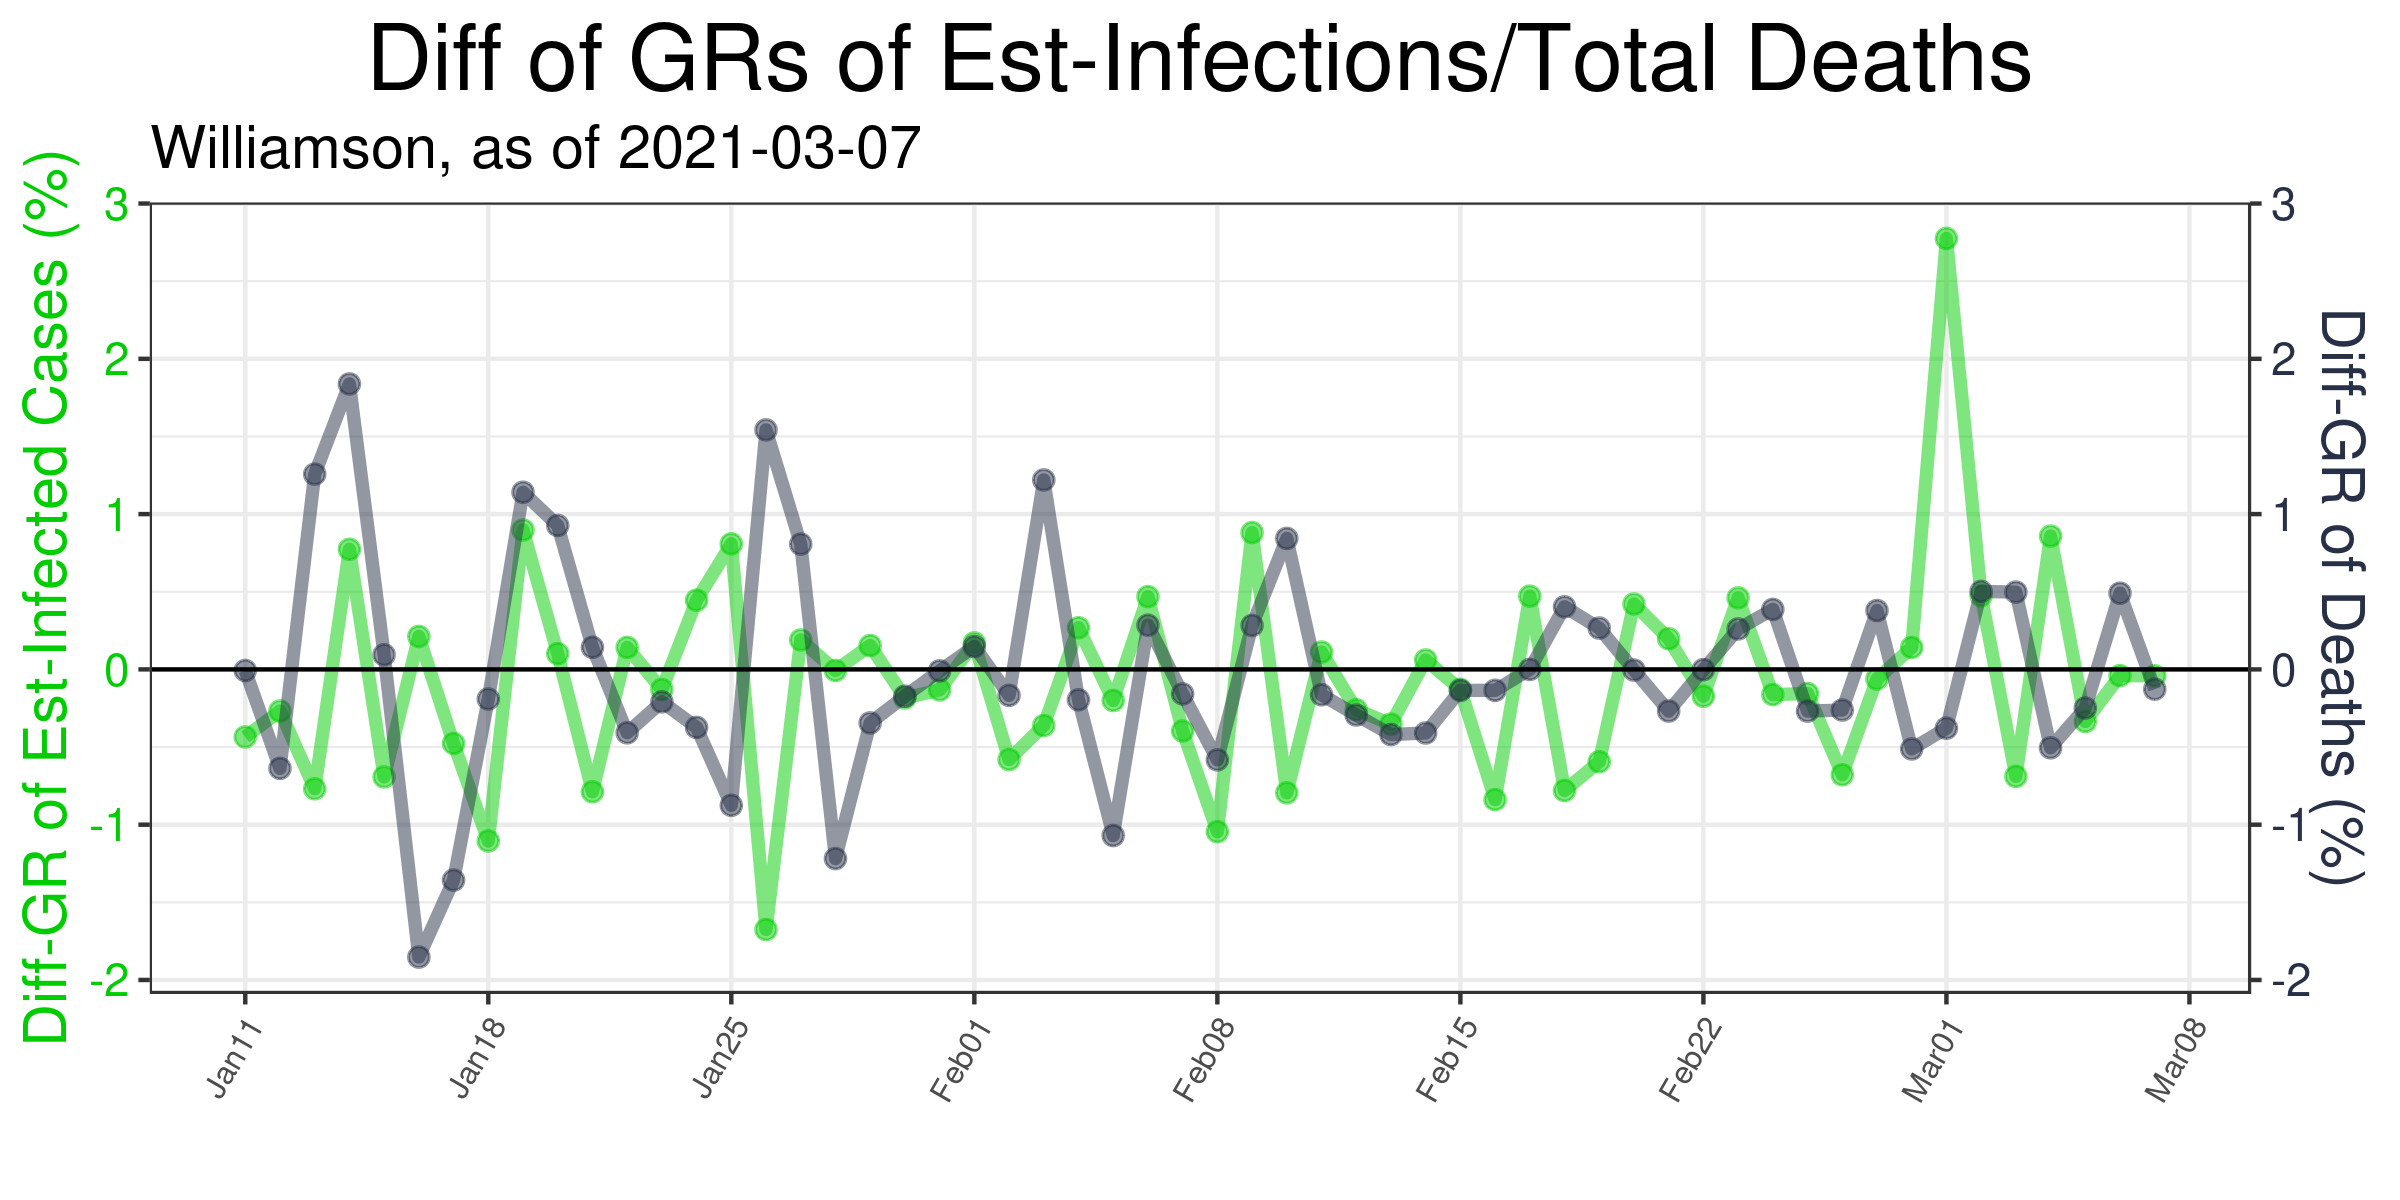 Diff of GRs of Est-Infections/Total Deaths
Williamson, as of 2021-03-07
Diff-GR of Est-Infected Cases (%)
3
2
1
0
-1
-2
3
2
1
0
-1
-2
Diff-GR of Deaths (%)
Jan11
Jan18
Jan25
Feb01
Feb08
Feb15
Feb22
Mar01
Mar08